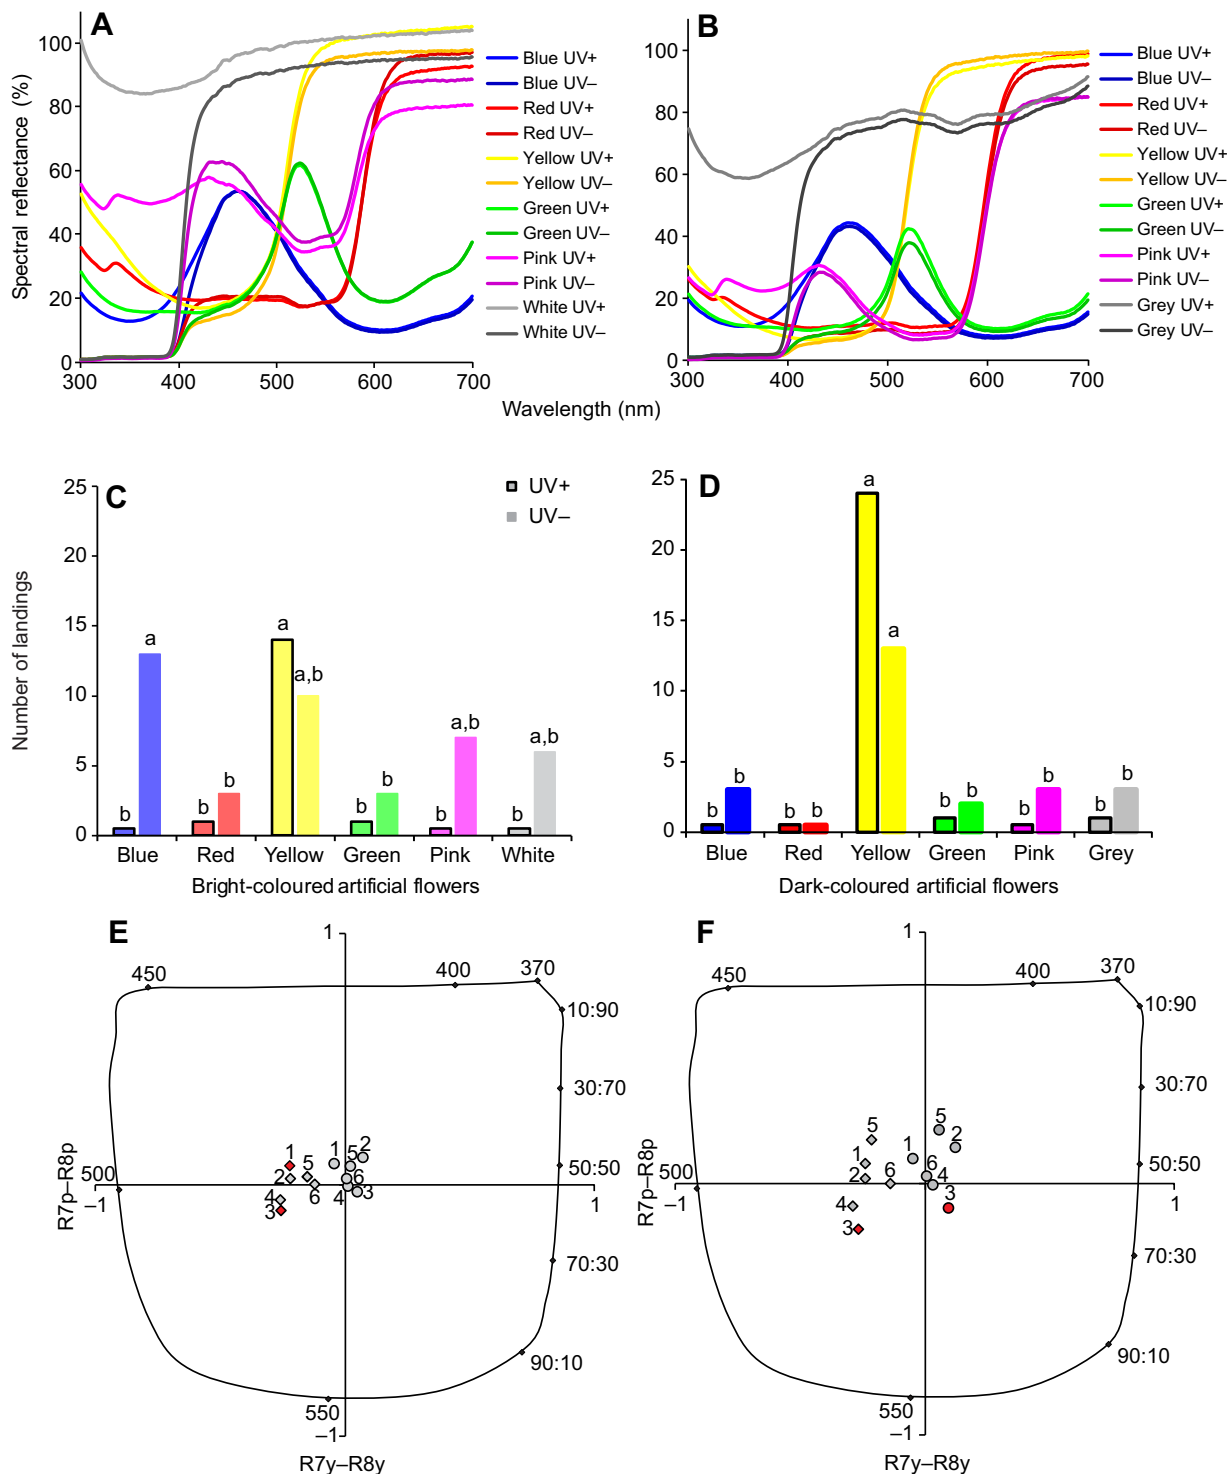 A
Spectral reflectance (%)
100
80
60
40
20
0
300
400
500
600
700
Blue UV+
Blue UV–
Red UV+
Red UV–
Yellow UV+
Yellow UV–
Green UV+
Green UV–
Pink UV+
Pink UV–
White UV+
White UV–
B
100
80
60
40
20
0
300
400
500
600
700
Blue UV+
Blue UV–
Red UV+
Red UV–
Yellow UV+
Yellow UV–
Green UV+
Green UV–
Pink UV+
Pink UV–
Grey UV+
Grey UV–
Wavelength (nm)
C
Number of landings
25
20
15
10
5
0
UV+
UV–
b
a
b
b
a
a,b
b
b
b
a,b
b
a,b
Blue
Red
Yellow
Green
Pink
White
Bright-coloured artificial flowers
D
25
20
15
10
5
0
b
b
b
b
a
a
b
b
b
b
b
b
Blue
Red
Yellow
Green
Pink
Grey
Dark-coloured artificial flowers
E
1
450
400
370
10:90
30:70
50:50
70:30
90:10
550
500
–1
1
–1
1
2
3
4
5
6
1
2
3
4
5
6
R7p–R8p
R7y–R8y
F
1
450
400
370
10:90
30:70
50:50
70:30
90:10
550
500
–1
1
–1
1
2
3
4
5
6
1
2
3
4
5
6
R7p–R8p
R7y–R8y